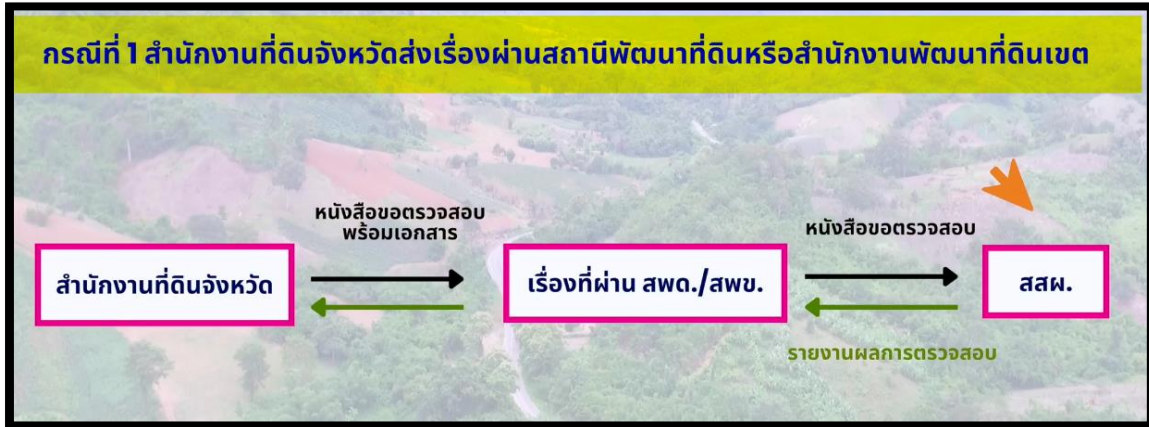 กรณีที่ 1 สำนักงานที่ดินจังหวัดส่งเรื่องผ่านสถานีพัฒนาที่ดินหรือสำนักงานพัฒนาที่ดินเขต
หนังสือขอตรวจสอบ
พร้อมเอกสาร
หนังสือขอตรวจสอบ
สำนักงานที่ดินจังหวัด
เรื่องที่ผ่าน สพด./สพข.
สสผ.
รายงานผลการตรวจสอบ